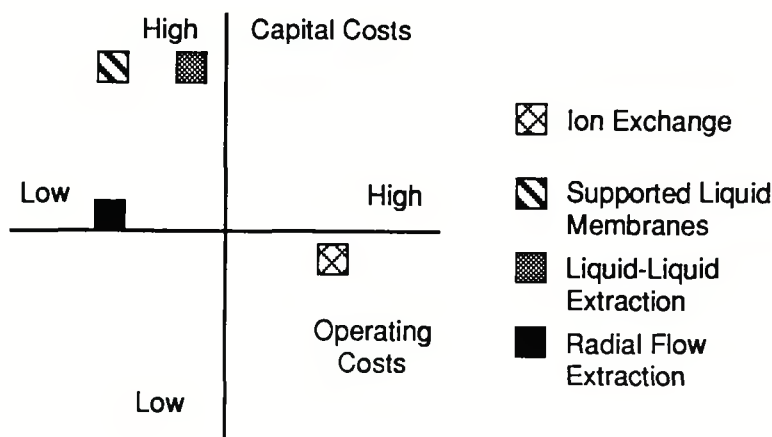 High
Capital Costs
Low
High
Operating
Costs
Low
Ion Exchange
Supported Liquid
Membranes
Liquid-Liquid
Extraction
Radial Flow
Extraction